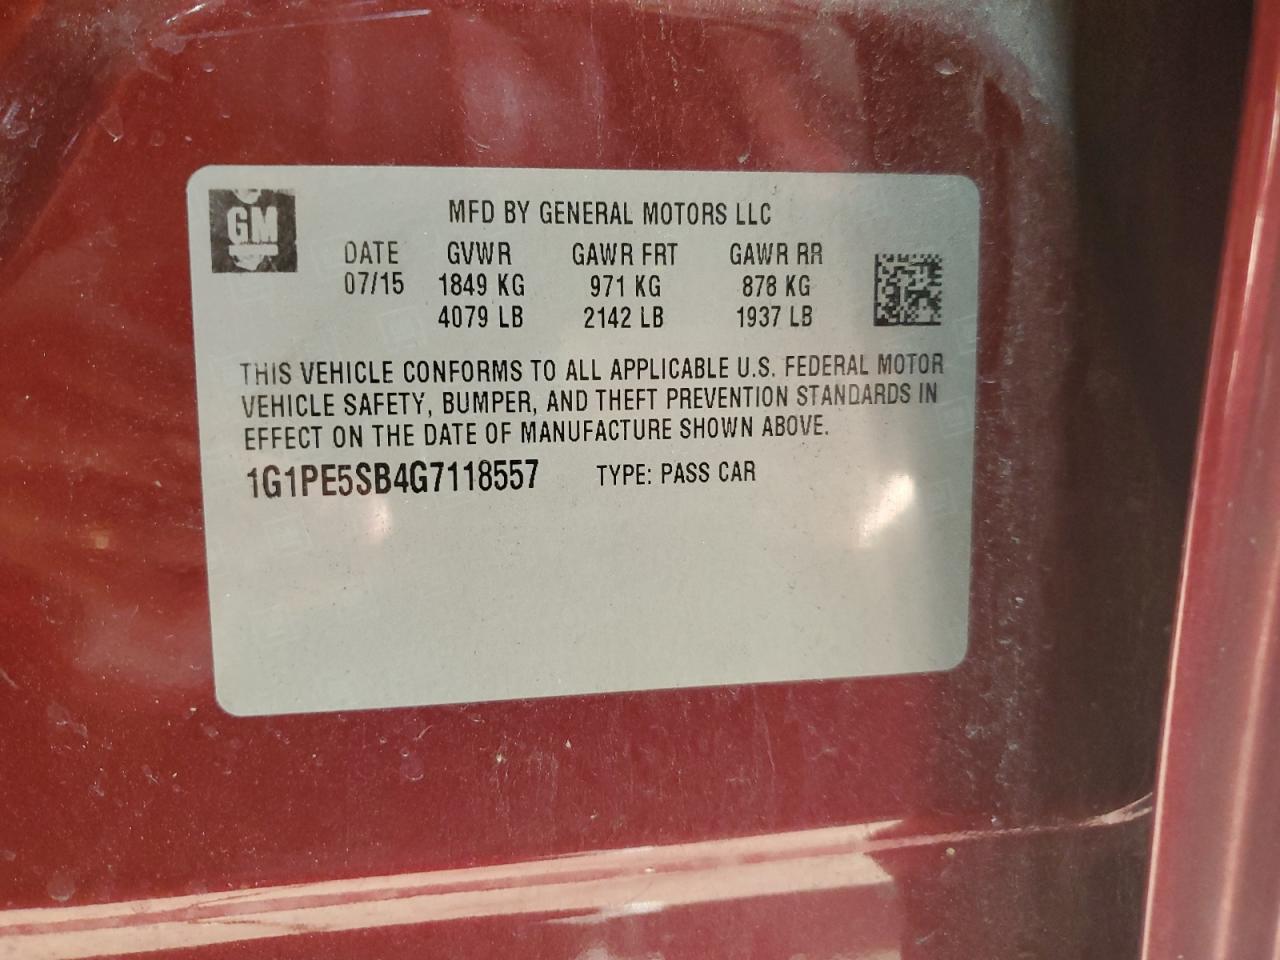 GM
MFD BY GENERAL MOTORS LLC
DATE GVWR GAWR FRT GAWR RR
07/15 1849 KG 971 KG 878 KG
4079 LB 2142 LB 1937 LB
THIS VEHICLE CONFORMS TO ALL APPLICABLE U.S. FEDERAL MOTOR
VEHICLE SAFETY, BUMPER, AND THEFT PREVENTION STANDARDS IN
EFFECT ON THE DATE OF MANUFACTURE SHOWN ABOVE.
1G1PE5SB4G7118557 TYPE: PASS CAR